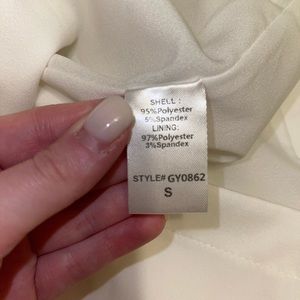 SHELL :
95%Polyester
5%Spandex
LINING:
97%Polyester
3%Spandex
STYLE# GY0862
S